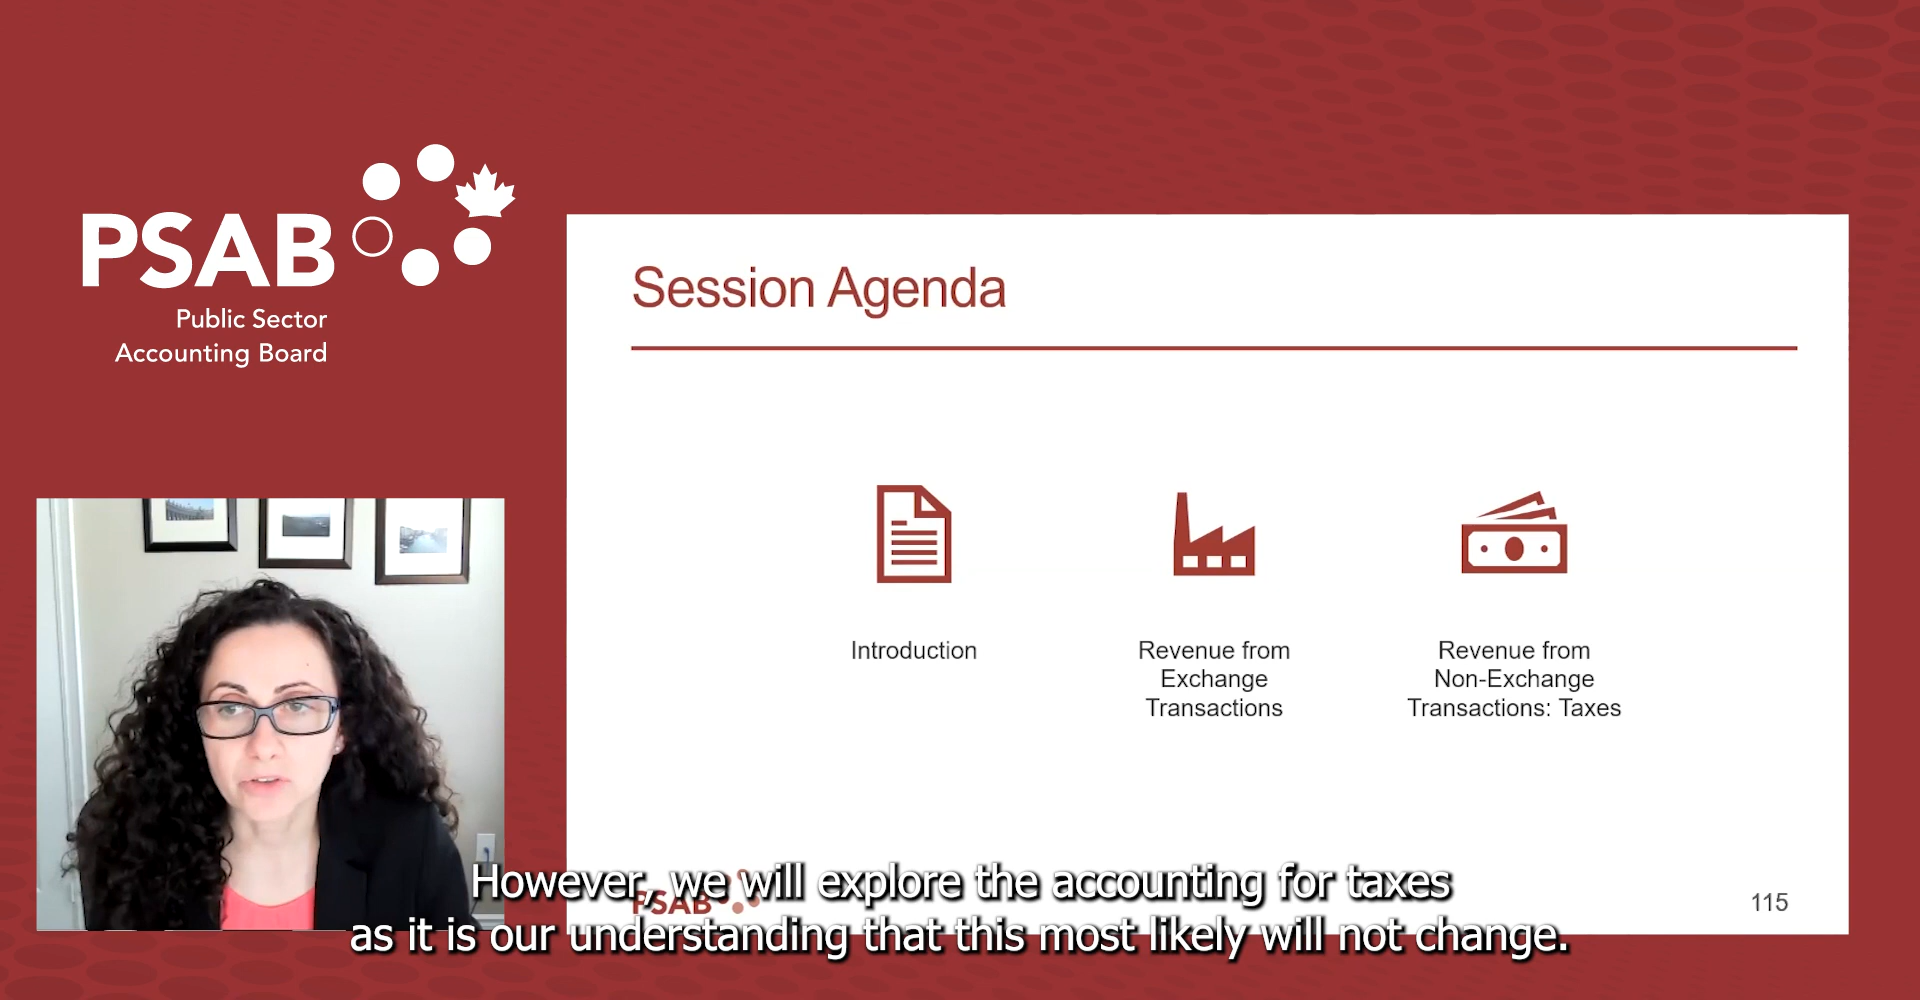 PSAB
Public Sector
Accounting Board
Session Agenda
Introduction
Revenue from
Exchange
Transactions
Revenue from
Non-Exchange
Transactions: Taxes
PSAB
115
However, we will explore the accounting for taxes
as it is our understanding that this most likely will not change.